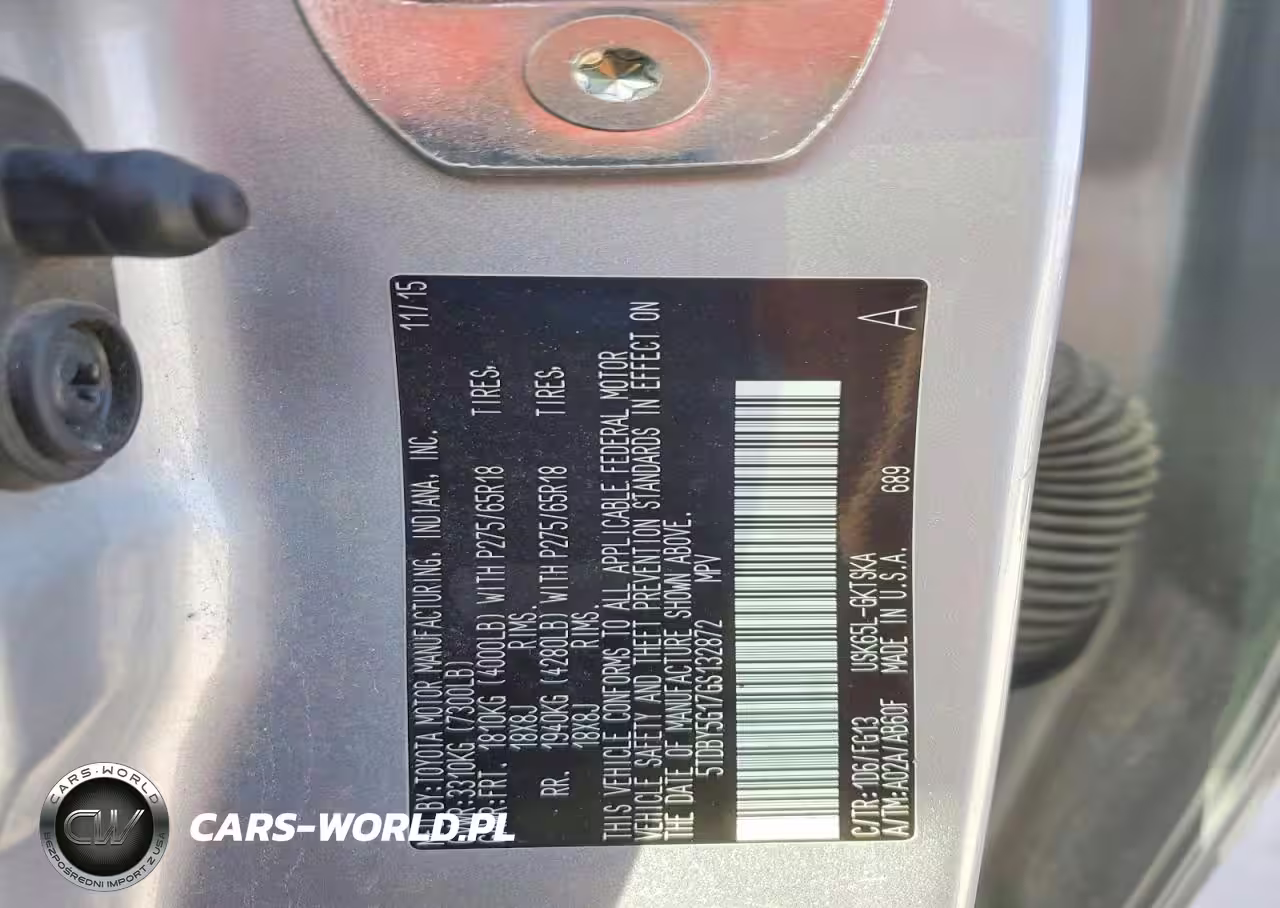 MFD. BY:TOYOTA MOTOR MANUFACTURING, INDIANA, INC. 11/15
GVWR:3310KG (7300LB)
GAWR:FRT. 1810KG (4000LB) WITH P275/65R18 TIRES,
18X8J RIMS.
RR. 1940KG (4280LB) WITH P275/65R18 TIRES,
18X8J RIMS.
THIS VEHICLE CONFORMS TO ALL APPLICABLE FEDERAL MOTOR
VEHICLE SAFETY AND THEFT PREVENTION STANDARDS IN EFFECT ON
THE DATE OF MANUFACTURE SHOWN ABOVE.
5TDBY5G17GS132872 MPV
C/TR:1D6/FG13 USK65L-GKTSKA A
A/TM:A02A/AB60F MADE IN U.S.A. 689
CARS-WORLD
CW
BEZPOŚREDNI IMPORT Z USA
CARS-WORLD.PL